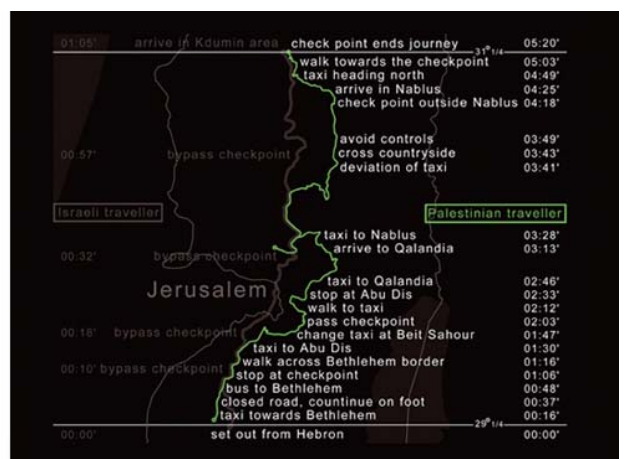 01:05' arrive in Kdumin area check point ends journey 05:20'
31° 1/4
walk towards the checkpoint 05:03'
taxi heading north 04:49'
arrive in Nablus 04:25'
check point outside Nablus 04:18'
avoid controls 03:49'
00:57' bypass checkpoint cross countryside 03:43'
deviation of taxi 03:41'
Israeli traveller Palestinian traveller
taxi to Nablus 03:28'
00:32' bypass checkpoint arrive to Qalandia 03:13'
taxi to Qalandia 02:46'
Jerusalem stop at Abu Dis 02:33'
walk to taxi 02:12'
pass checkpoint 02:03'
00:18' bypass checkpoint change taxi at Beit Sahour 01:47'
taxi to Abu Dis 01:30'
walk across Bethlehem border 01:16'
00:10' bypass checkpoint stop at checkpoint 01:06'
bus to Bethlehem 00:48'
closed road, countinue on foot 00:37'
taxi towards Bethlehem 00:16'
29° 1/4
00:00' set out from Hebron 00:00'